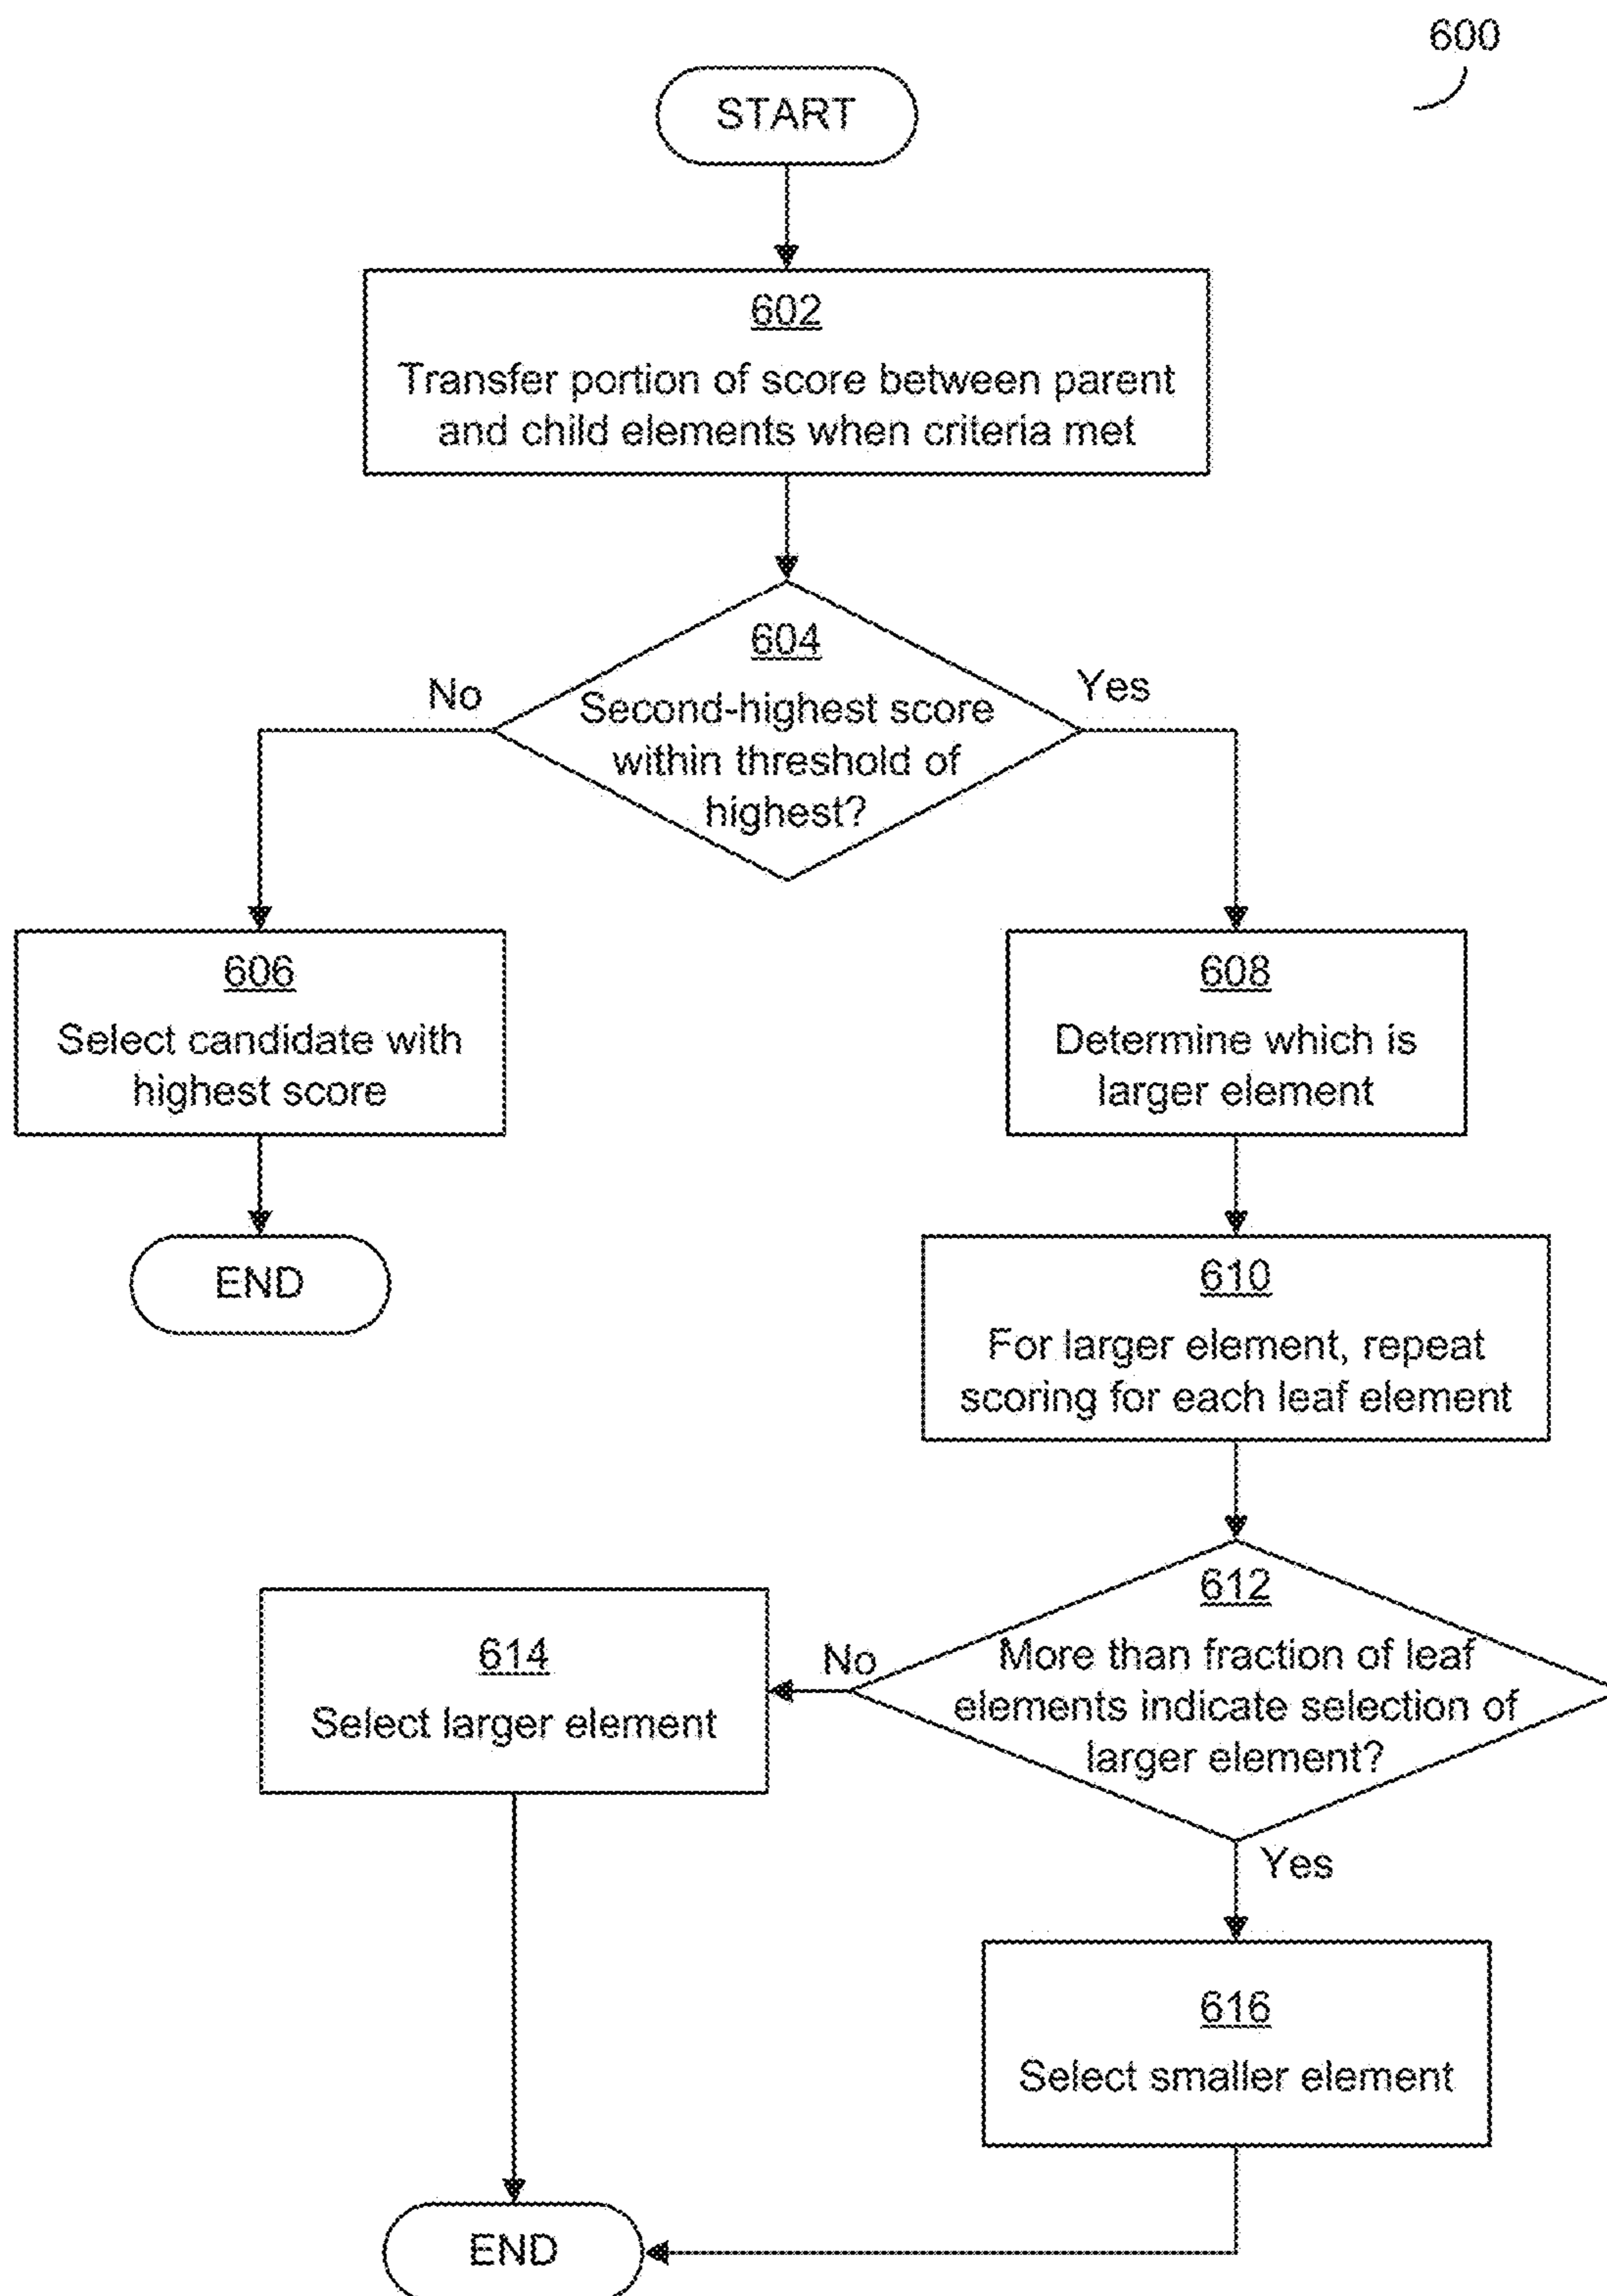 600
START
602
Transfer portion of score between parent
and child elements when criteria met
604
Second-highest score
within threshold of
highest?
No
Yes
606
Select candidate with
highest score
END
608
Determine which is
larger element
610
For larger element, repeat
scoring for each leaf element
612
More than fraction of leaf
elements indicate selection of
larger element?
No
614
Select larger element
Yes
616
Select smaller element
END